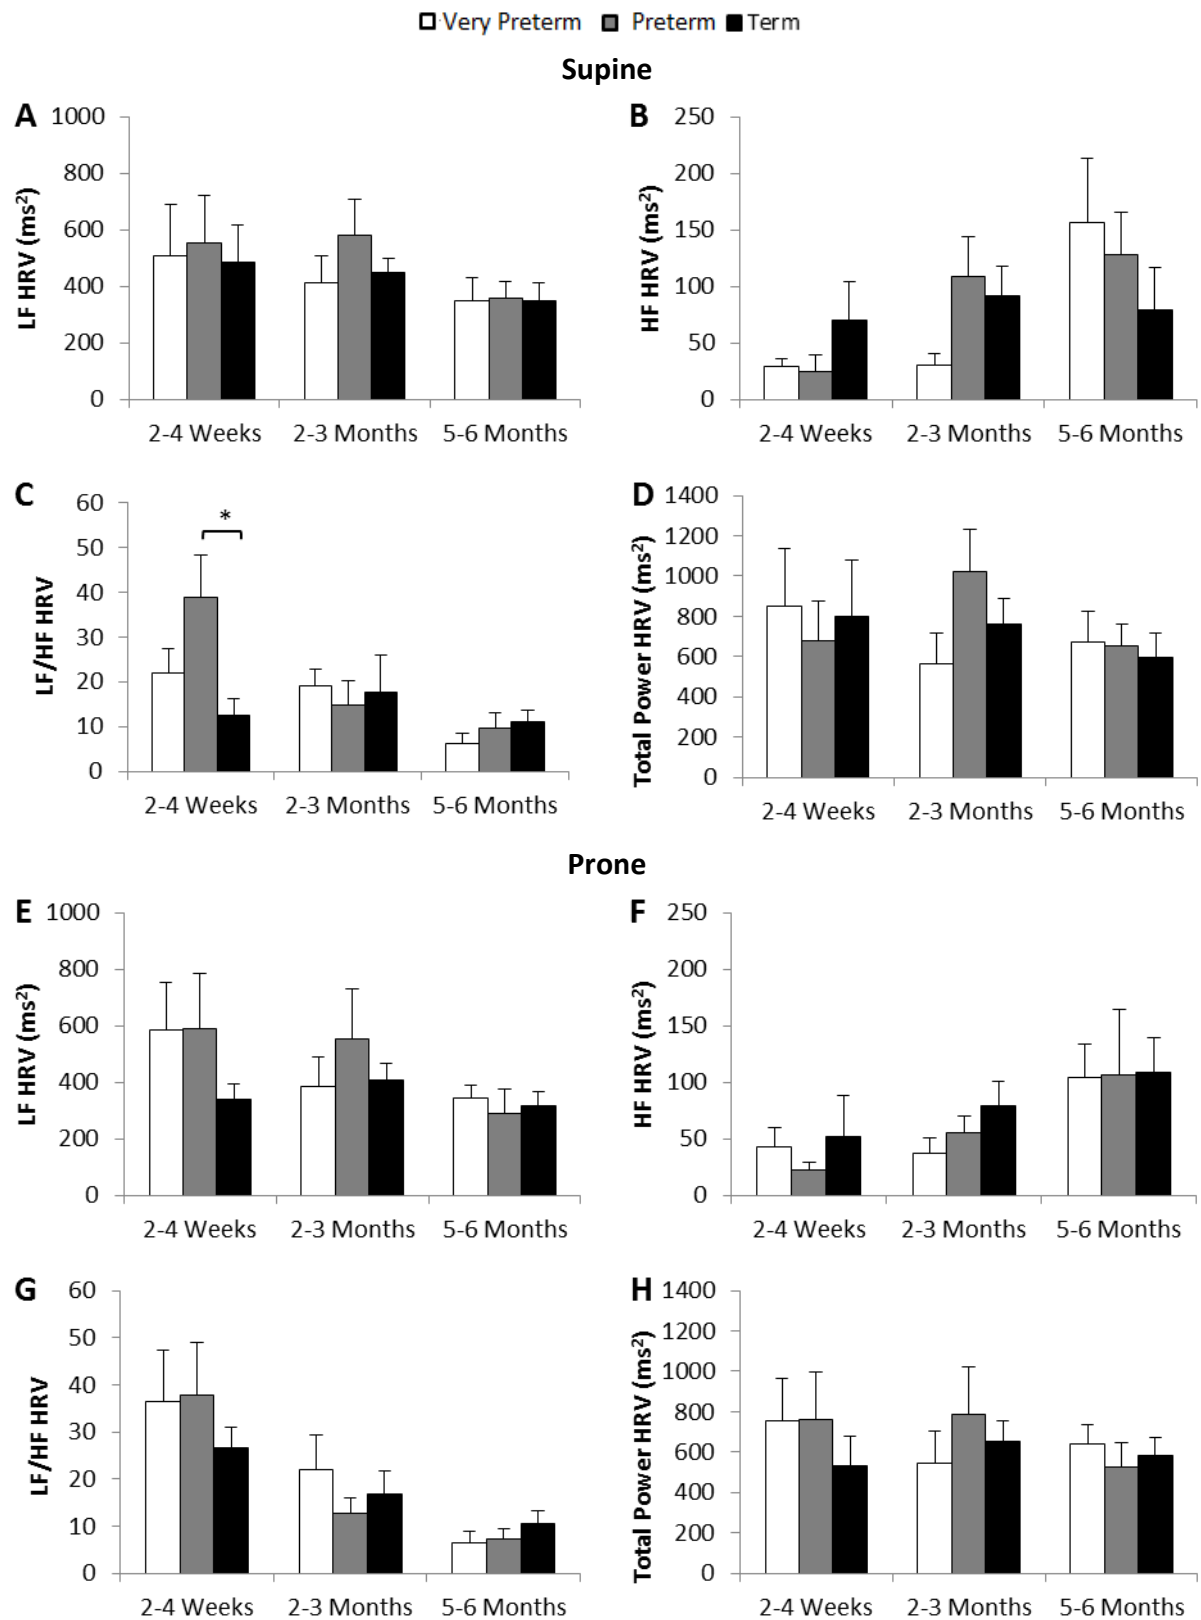 Very Preterm Preterm Term
Supine
A
LF HRV (ms²)
1000
800
600
400
200
0
2-4 Weeks 2-3 Months 5-6 Months
B
HF HRV (ms²)
250
200
150
100
50
0
2-4 Weeks 2-3 Months 5-6 Months
C
LF/HF HRV
60
50
40
30
20
10
0
*
2-4 Weeks 2-3 Months 5-6 Months
D
Total Power HRV (ms²)
1400
1200
1000
800
600
400
200
0
2-4 Weeks 2-3 Months 5-6 Months
Prone
E
LF HRV (ms²)
1000
800
600
400
200
0
2-4 Weeks 2-3 Months 5-6 Months
F
HF HRV (ms²)
250
200
150
100
50
0
2-4 Weeks 2-3 Months 5-6 Months
G
LF/HF HRV
60
50
40
30
20
10
0
2-4 Weeks 2-3 Months 5-6 Months
H
Total Power HRV (ms²)
1400
1200
1000
800
600
400
200
0
2-4 Weeks 2-3 Months 5-6 Months